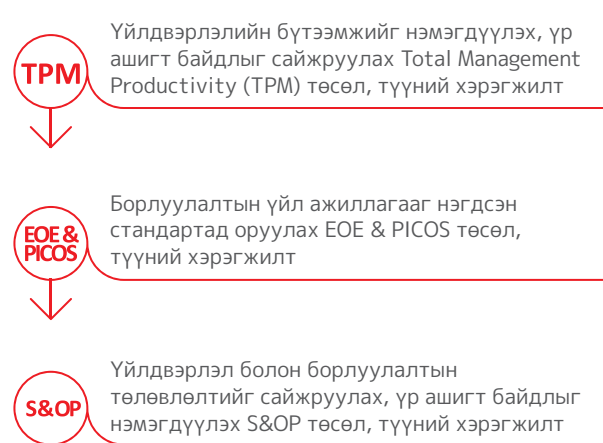 TPM
Үйлдвэрлэлийн бүтээмжийг нэмэгдүүлэх, үр
ашигт байдлыг сайжруулах Total Management
Productivity (TPM) төсөл, түүний хэрэгжилт
EOE &
PICOS
Борлуулалтын үйл ажиллагааг нэгдсэн
стандартад оруулах EOE & PICOS төсөл,
түүний хэрэгжилт
S&OP
Үйлдвэрлэл болон борлуулалтын
төлөвлөлтийг сайжруулах, үр ашигт байдлыг
нэмэгдүүлэх S&OP төсөл, түүний хэрэгжилт